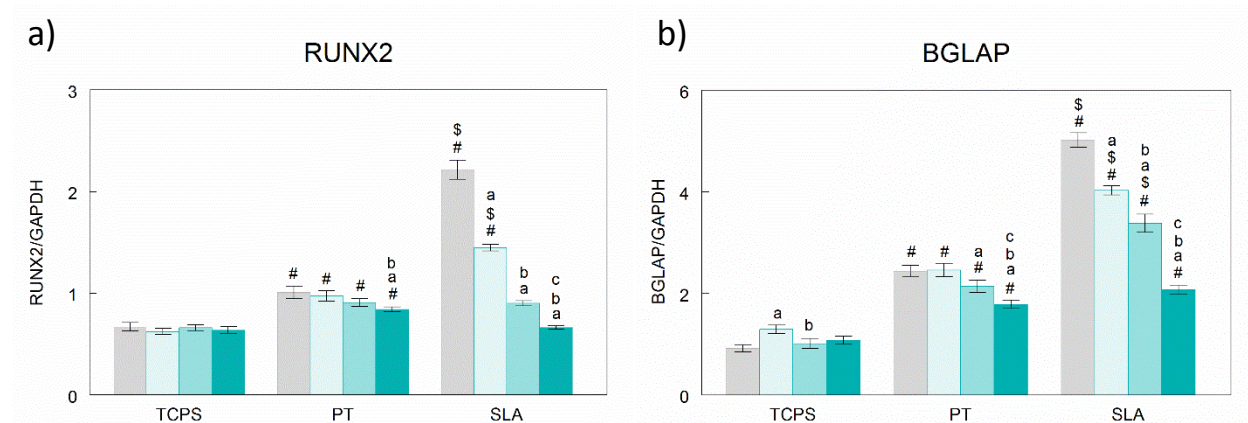 a)
RUNX2
RUNX2/GAPDH
3
2
1
0
#
#
#
b
a
#
$
#
a
$
#
b
a
c
b
a
TCPS
PT
SLA
b)
BGLAP
BGLAP/GAPDH
6
4
2
0
a
b
#
#
a
#
c
b
a
#
$
#
a
$
#
b
a
$
#
c
b
a
#
TCPS
PT
SLA